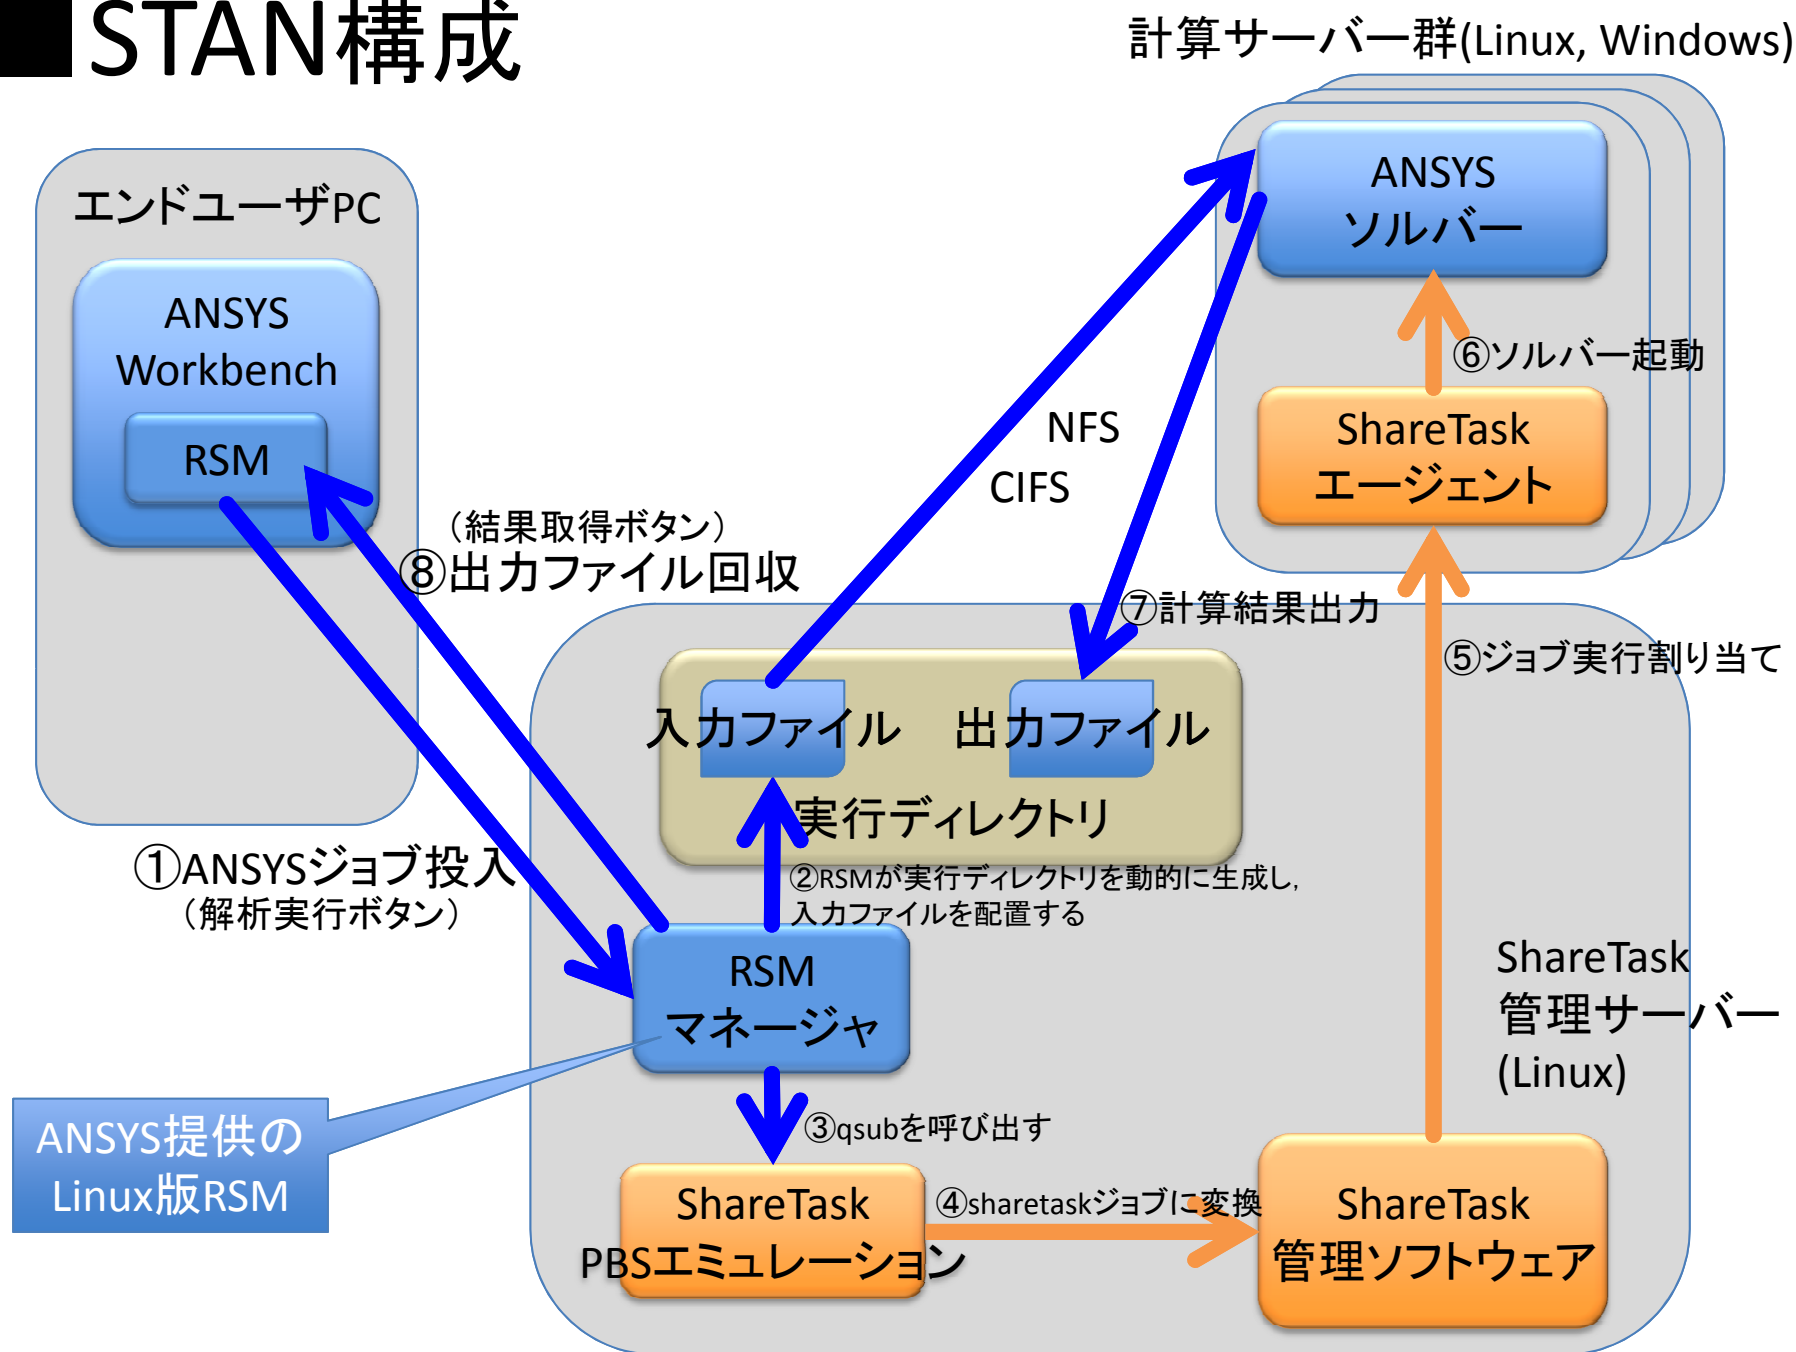 ■STAN構成
計算サーバー群(Linux, Windows)
エンドユーザPC
ANSYS
Workbench
RSM
ANSYS
ソルバー
⑥ソルバー起動
ShareTask
エージェント
NFS
CIFS
（結果取得ボタン）
⑧出力ファイル回収
⑦計算結果出力
⑤ジョブ実行割り当て
入力ファイル
出力ファイル
実行ディレクトリ
①ANSYSジョブ投入
（解析実行ボタン）
②RSMが実行ディレクトリを動的に生成し,
入力ファイルを配置する
RSM
マネージャ
ShareTask
管理サーバー
(Linux)
ANSYS提供の
Linux版RSM
③qsubを呼び出す
ShareTask
PBSエミュレーション
④sharetaskジョブに変換
ShareTask
管理ソフトウェア